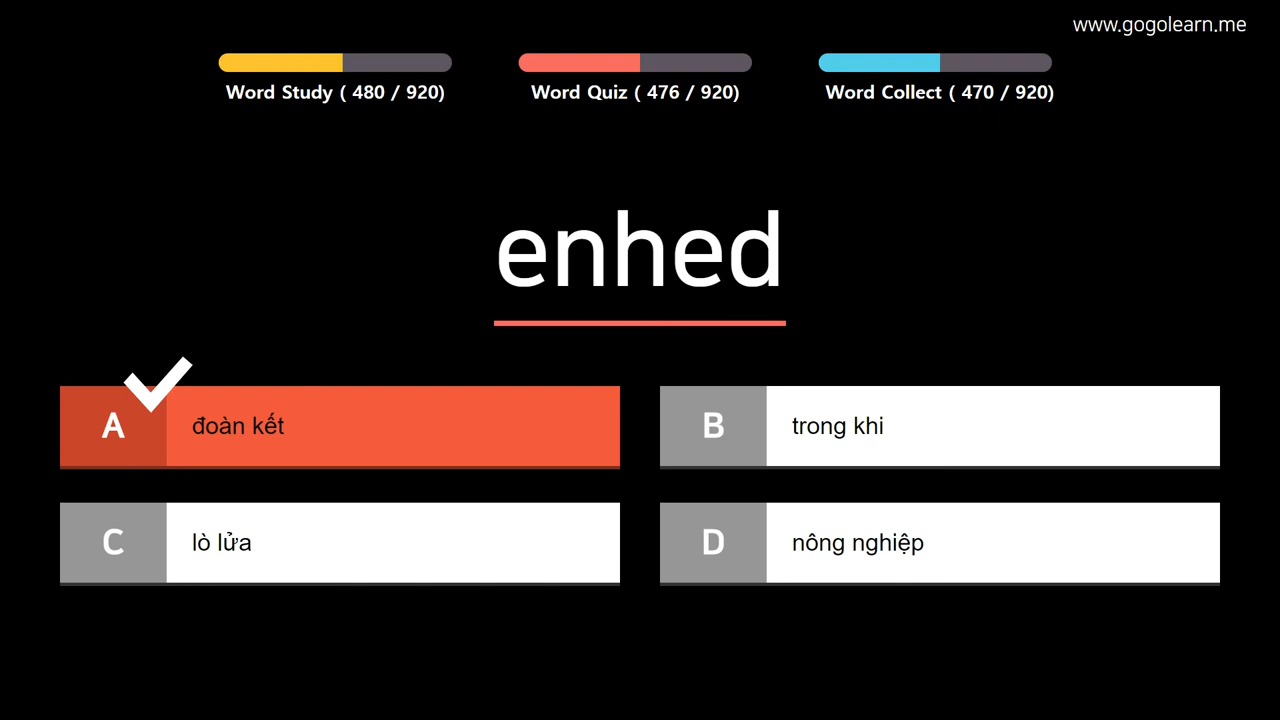 www.gogolearn.me
Word Study ( 480 / 920)
Word Quiz ( 476 / 920)
Word Collect ( 470 / 920)
enhed
A đoàn kết
B trong khi
C lò lửa
D nông nghiệp